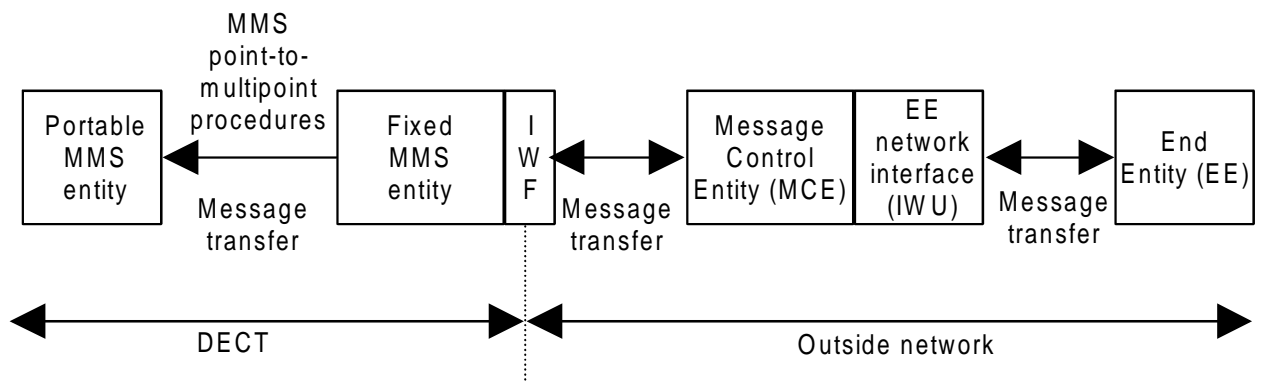 MMS
point-to-
multipoint
procedures
Portable
MMS
entity
Message
transfer
Fixed
MMS
entity
I
W
F
Message
transfer
Message
Control
Entity (MCE)
EE
network
interface
(IWU)
Message
transfer
End
Entity (EE)
DECT
Outside network